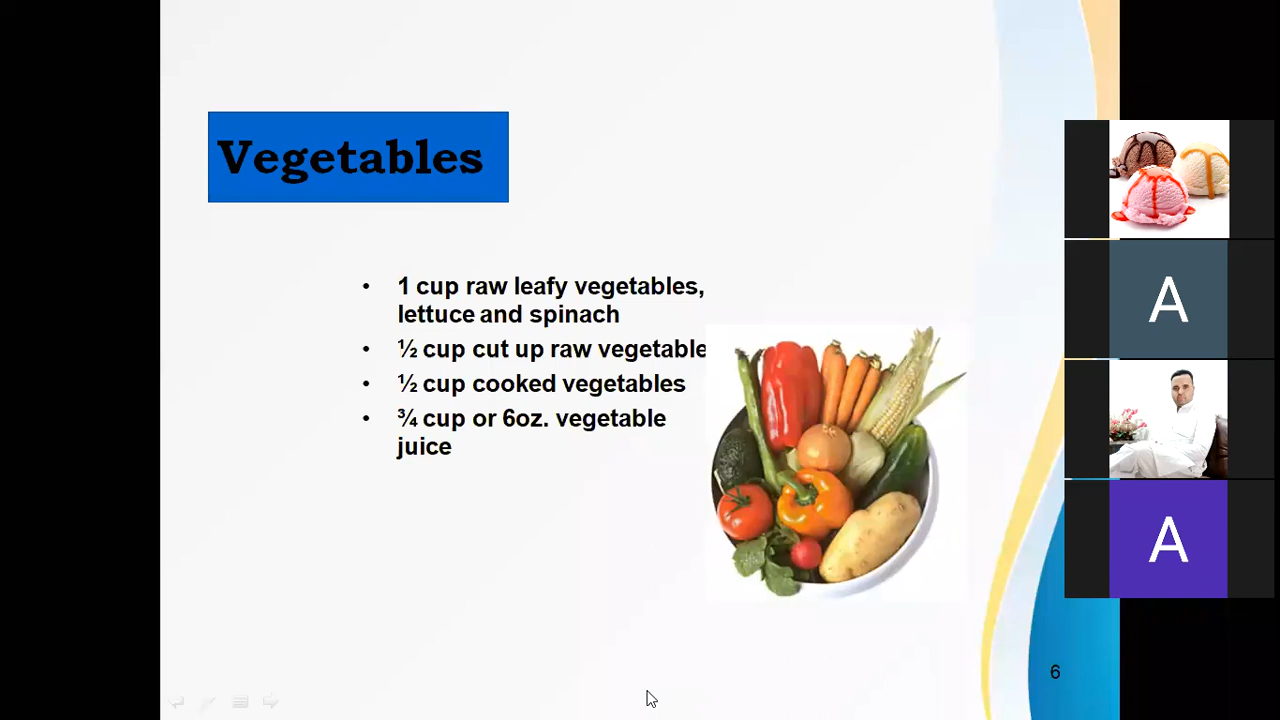 Vegetables
• 1 cup raw leafy vegetables,
lettuce and spinach
• ½ cup cut up raw vegetable
• ½ cup cooked vegetables
• ¾ cup or 6oz. vegetable
juice
A
A
6